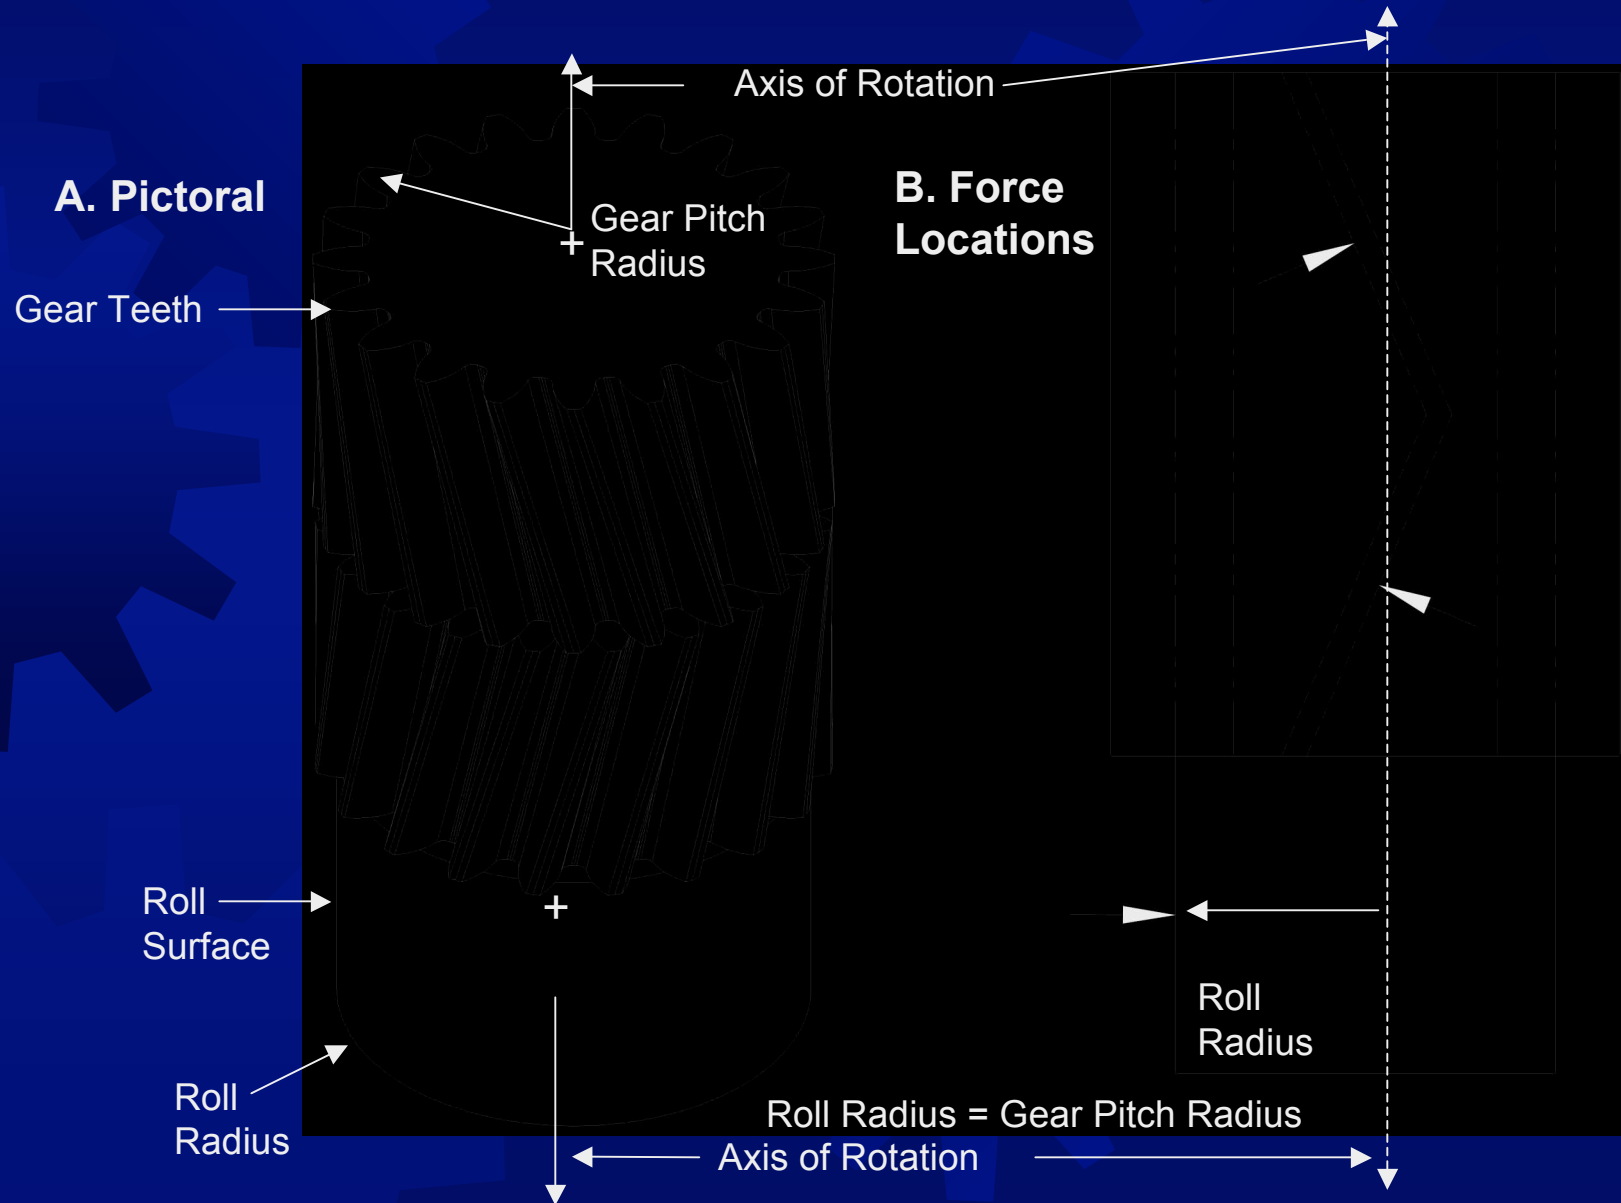 Axis of Rotation
A. Pictoral
B. Force
Locations
Gear Pitch
Radius
Gear Teeth
Roll
Surface
Roll
Radius
Roll
Radius
Roll Radius = Gear Pitch Radius
Axis of Rotation